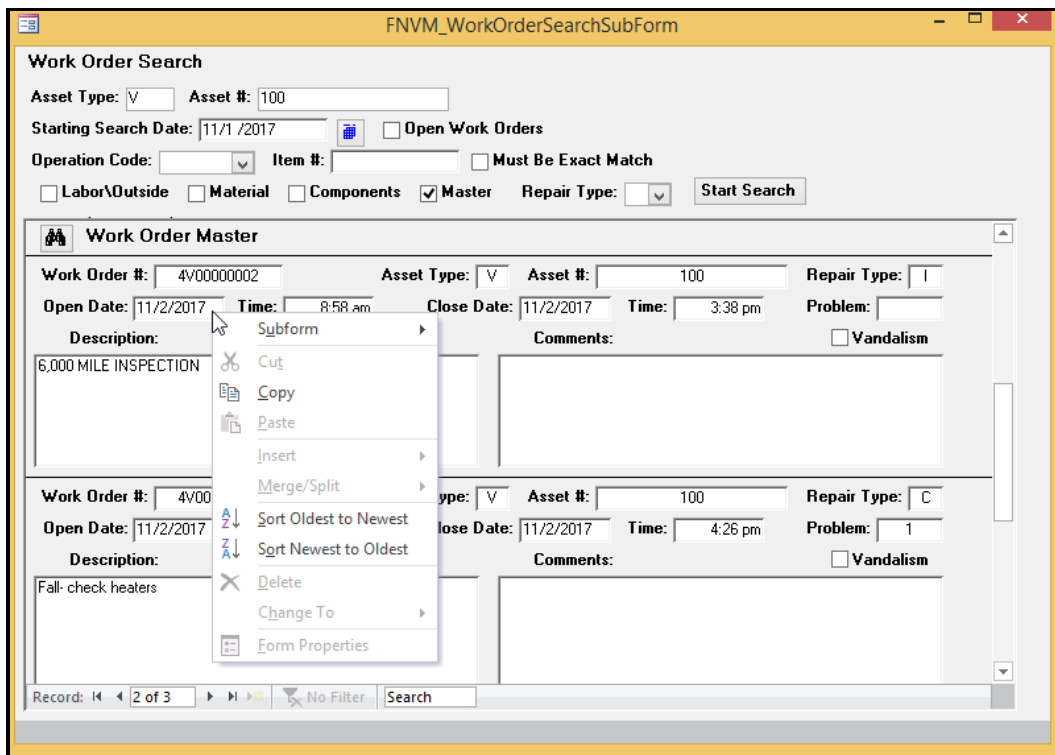 FNVM_WorkOrderSearchSubForm
Work Order Search
Asset Type: V Asset #: 100
Starting Search Date: 11/1 /2017 Open Work Orders
Operation Code: Item #: Must Be Exact Match
Labor\Outside Material Components Master Repair Type: Start Search
Work Order Master
Work Order #: 4V00000002 Asset Type: V Asset #: 100 Repair Type: I
Open Date: 11/2/2017 Time: 8:58 am Close Date: 11/2/2017 Time: 3:38 pm Problem:
Description: Comments: Vandalism
6,000 MILE INSPECTION
Subform
Cut
Copy
Paste
Insert
Merge/Split
Sort Oldest to Newest
Sort Newest to Oldest
Delete
Change To
Form Properties
Work Order #: 4V00 ype: V Asset #: 100 Repair Type: C
Open Date: 11/2/2017 lose Date: 11/2/2017 Time: 4:26 pm Problem: 1
Description: Comments: Vandalism
Fall- check heaters
Record: 2 of 3 No Filter Search